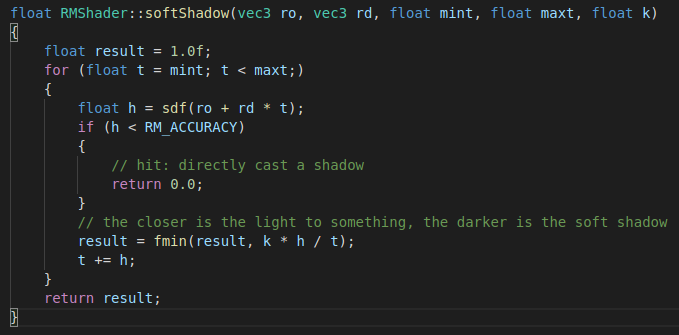 float RMShader::softShadow(vec3 ro, vec3 rd, float mint, float maxt, float k)
{
    float result = 1.0f;
    for (float t = mint; t < maxt;)
    {
        float h = sdf(ro + rd * t);
        if (h < RM_ACCURACY)
        {
            // hit: directly cast a shadow
            return 0.0;
        }
        // the closer is the light to something, the darker is the soft shadow
        result = fmin(result, k * h / t);
        t += h;
    }
    return result;
}